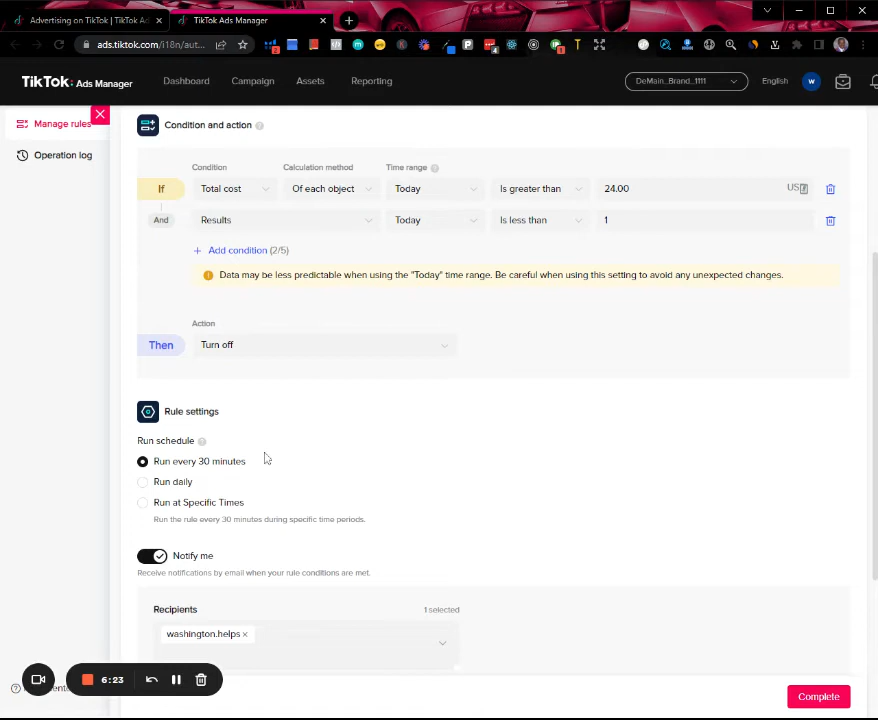 Advertising on TikTok | TikTok Ad
TikTok Ads Manager
ads.tiktok.com/i18n/aut...
TikTok: Ads Manager
Dashboard
Campaign
Assets
Reporting
DeMain_Brand_1111
English
W
Manage rules
Operation log
Condition and action
Condition
Calculation method
Time range
If
Total cost
Of each object
Today
Is greater than
24.00
US
And
Results
Today
Is less than
1
+ Add condition (2/5)
Data may be less predictable when using the "Today" time range. Be careful when using this setting to avoid any unexpected changes.
Action
Then
Turn off
Rule settings
Run schedule
Run every 30 minutes
Run daily
Run at Specific Times
Run the rule every 30 minutes during specific time periods.
Notify me
Receive notifications by email when your rule conditions are met.
Recipients
1 selected
washington.helps ×
6:23
Complete